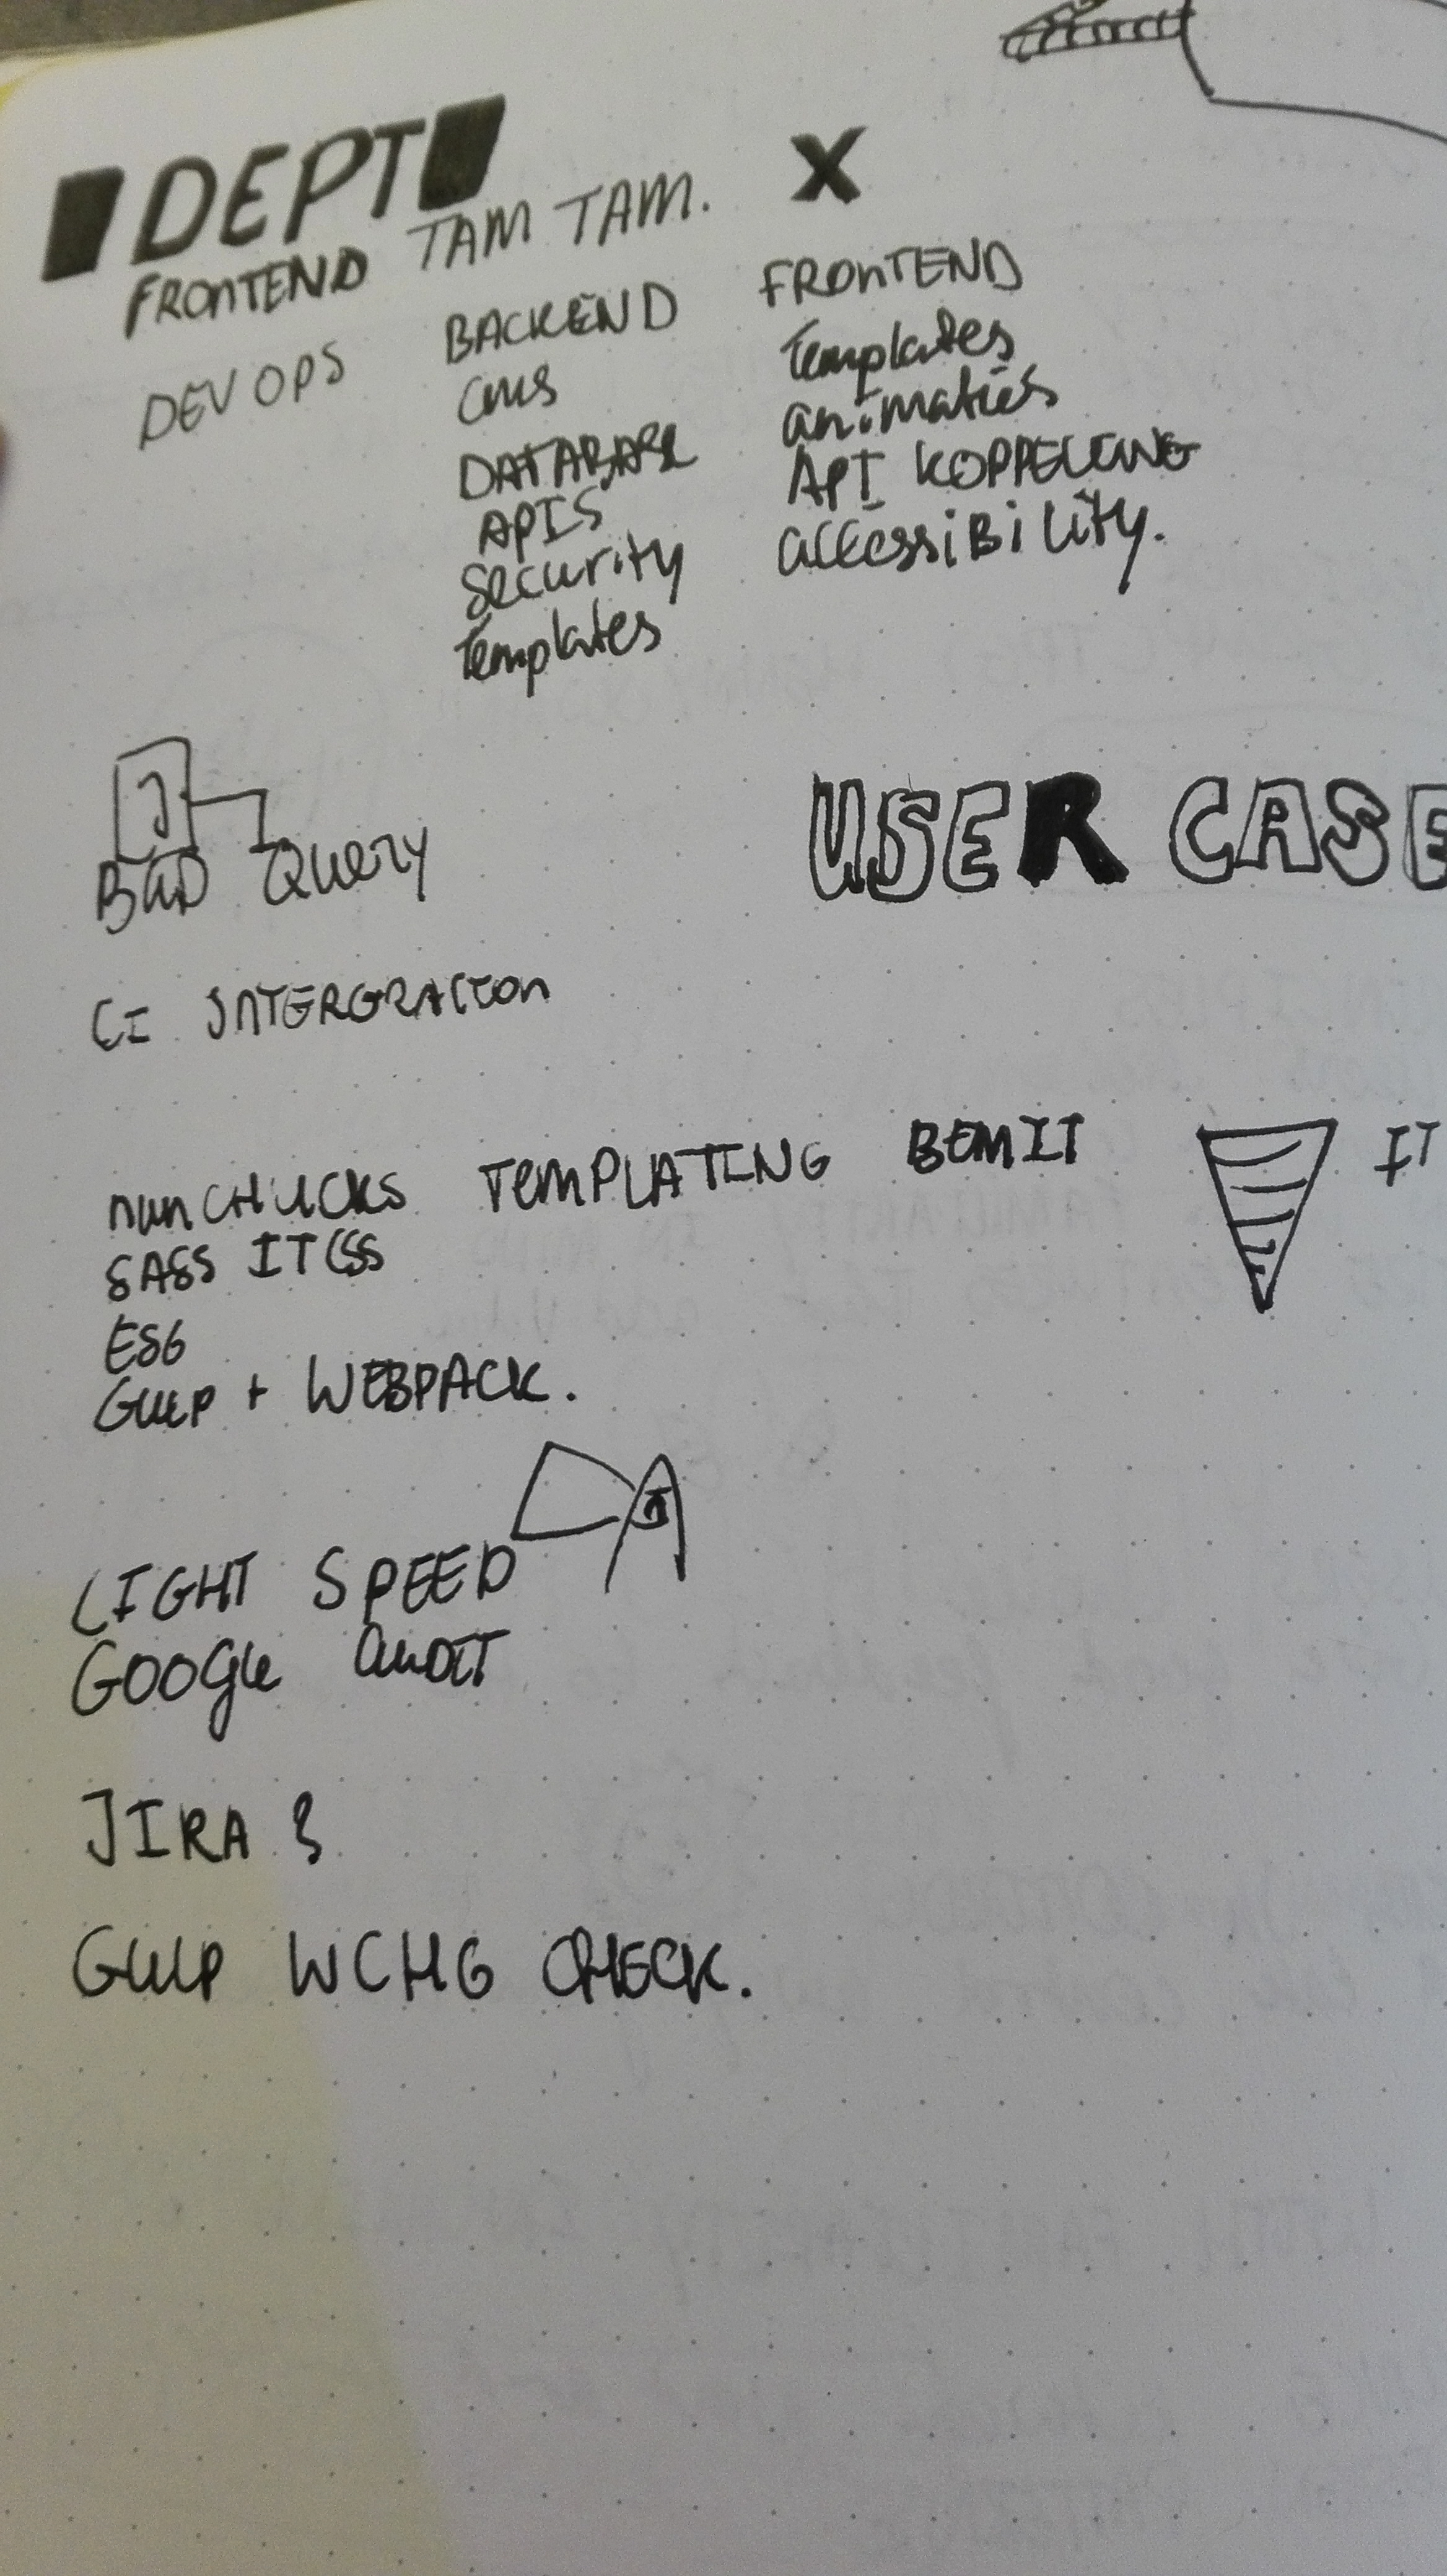 DEPT
FRONTEND TAM TAM. X
DEVOPS
BACKEND
CMS
DATABASE
APIS
Security
Templates
FRONTEND
Templates
animaties
API KOPPELING
accessibility.
BAD Query
USER CASE
CI INTERGRATION
nunCHUCKS TEMPLATING BEMIT
IT
SASS ITCSS
ES6
GULP + WEBPACK.
LIGHT SPEED
GOOGle AUDIT
JIRA &
GULP WCHG CHECK.